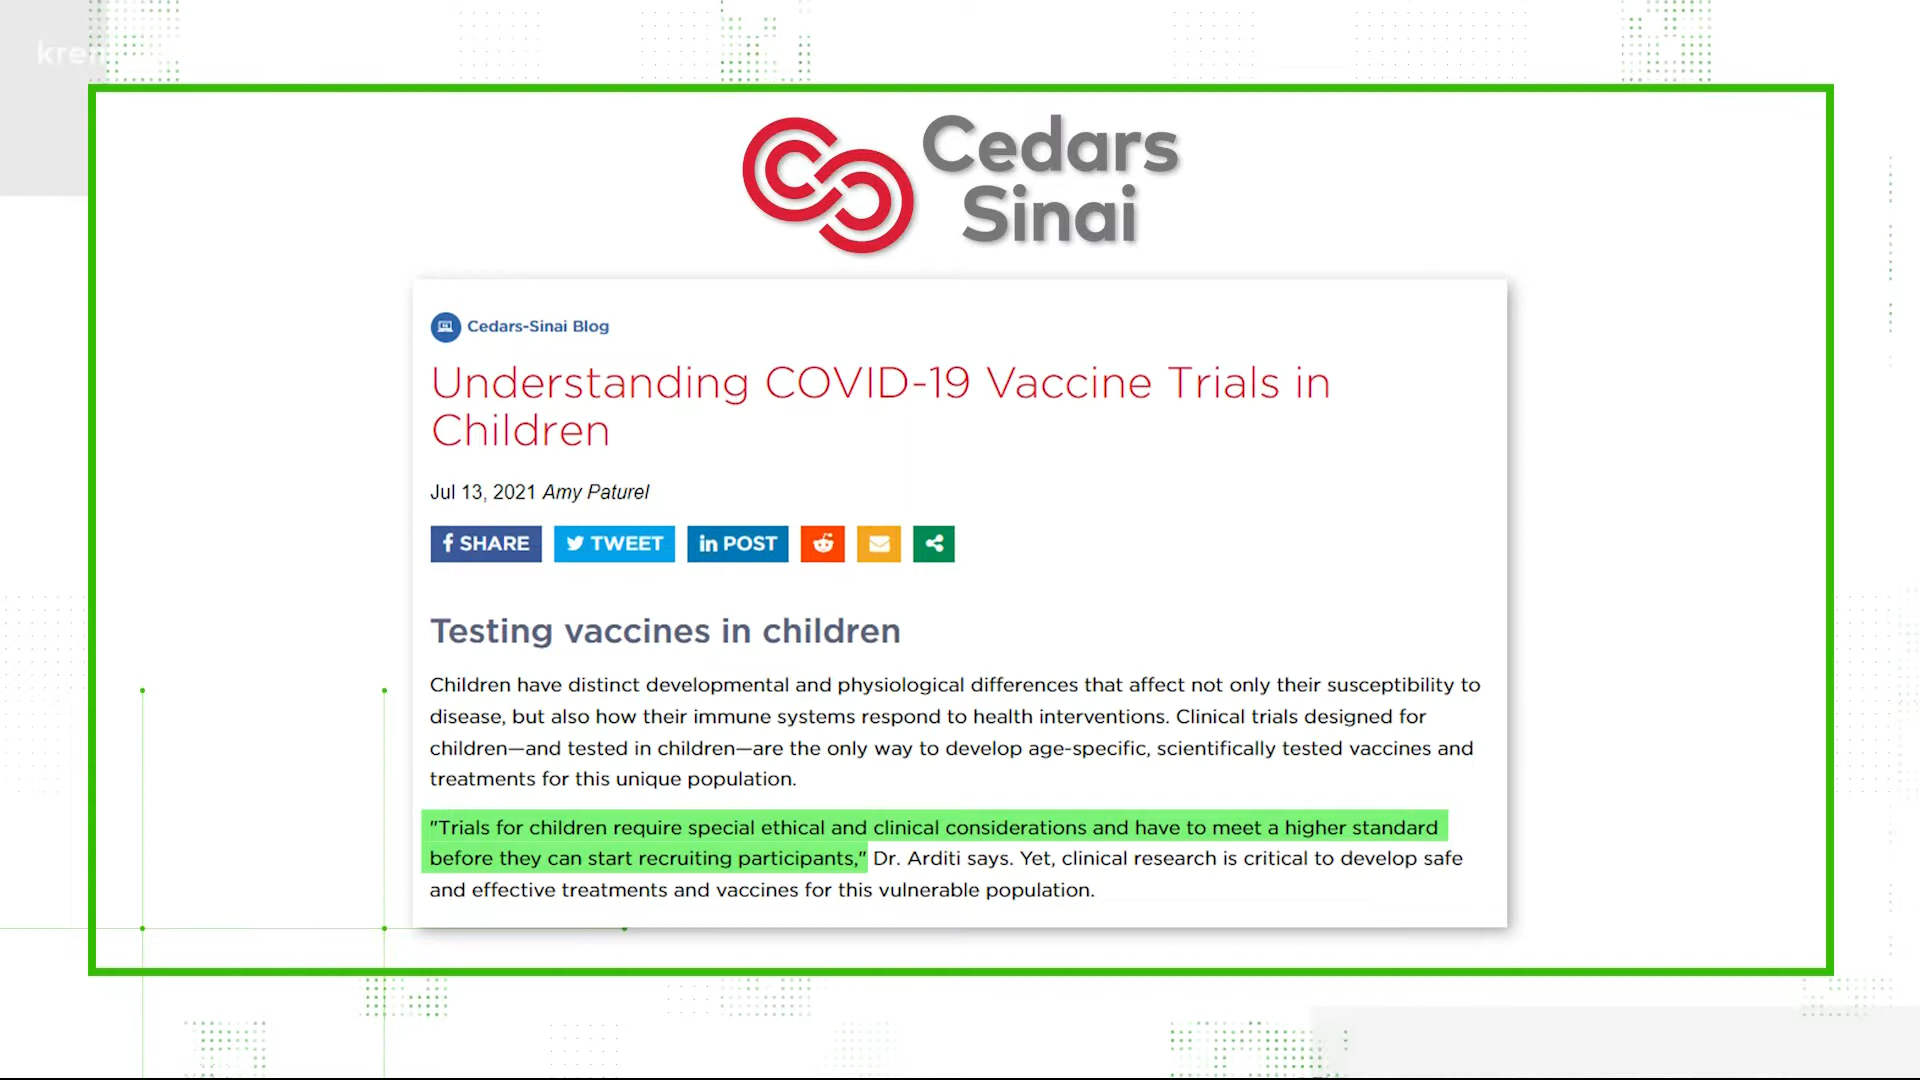 kre
Cedars
Sinai
Cedars-Sinai Blog
Understanding COVID-19 Vaccine Trials in
Children
Jul 13, 2021 Amy Paturel
SHARE TWEET in POST
Testing vaccines in children
Children have distinct developmental and physiological differences that affect not only their susceptibility to
disease, but also how their immune systems respond to health interventions. Clinical trials designed for
children—and tested in children—are the only way to develop age-specific, scientifically tested vaccines and
treatments for this unique population.
"Trials for children require special ethical and clinical considerations and have to meet a higher standard
before they can start recruiting participants," Dr. Arditi says. Yet, clinical research is critical to develop safe
and effective treatments and vaccines for this vulnerable population.